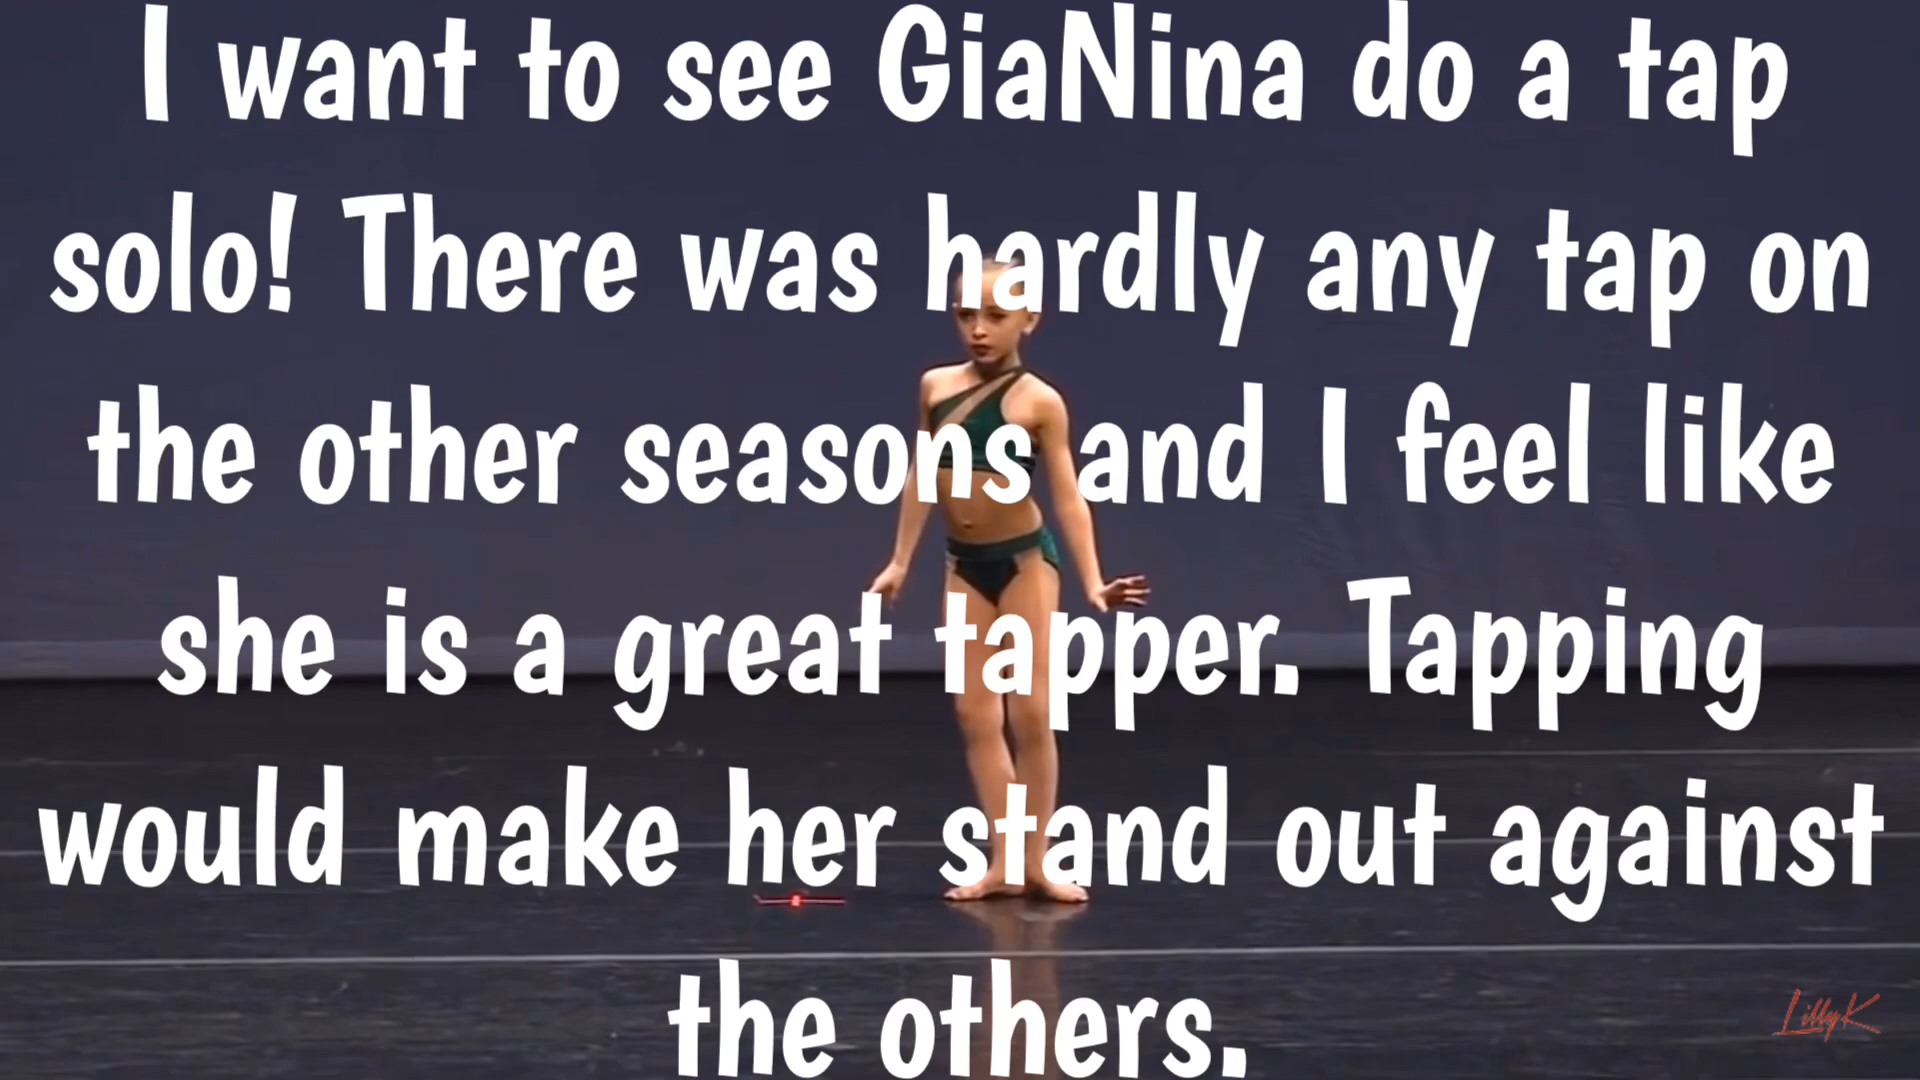 I want to see GiaNina do a tap
solo! There was hardly any tap on
the other seasons and I feel like
she is a great tapper. Tapping
would make her stand out against
the others.
LillyK